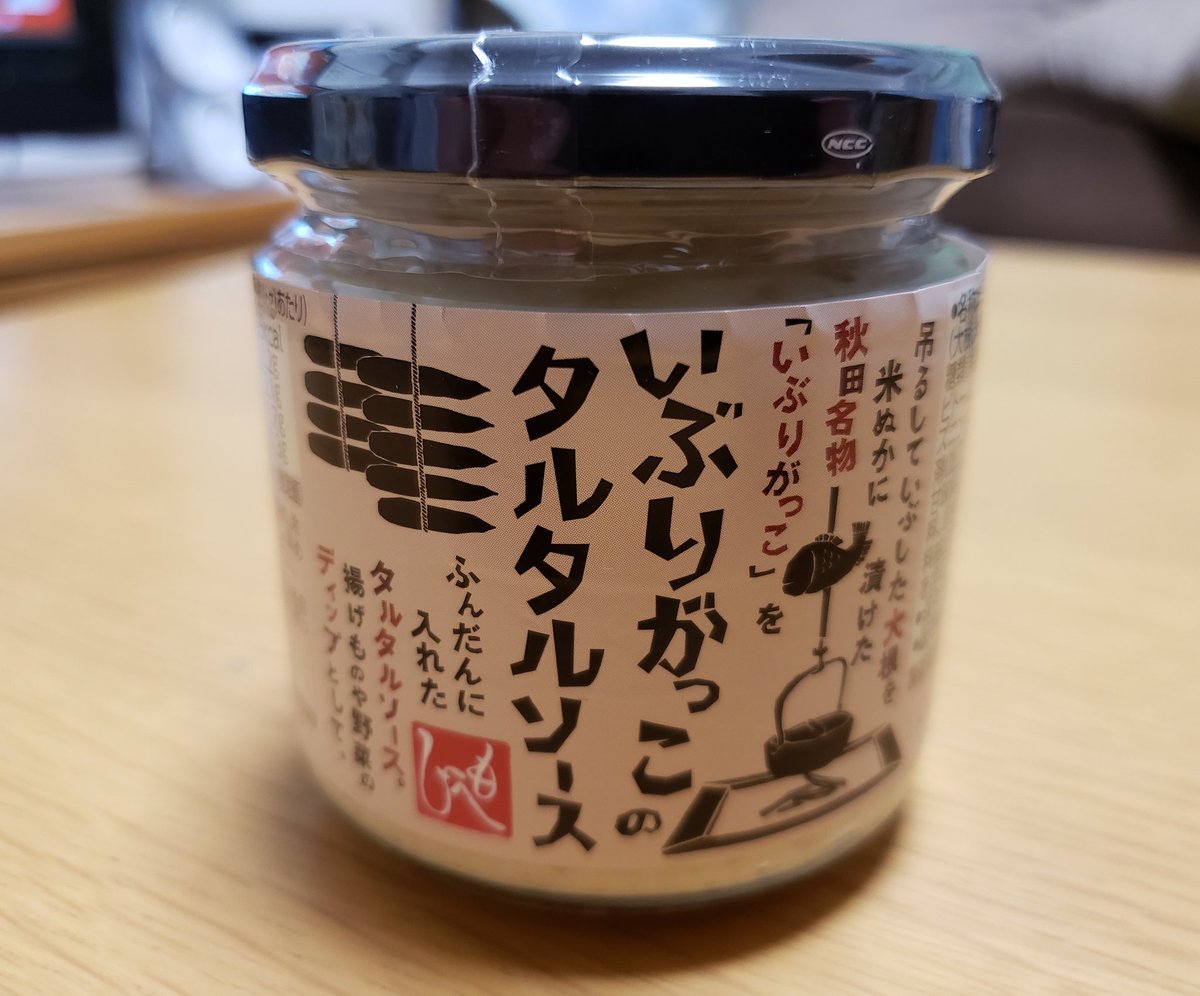 NCC
吊るしていぶした大根を
米ぬかに漬けた
秋田名物
「いぶりがっこ」を
いぶりがっこの
タルタルソース
ふんだんに
入れた
タルタルソース。
揚げものや野菜の
ディップとして。
もへじ